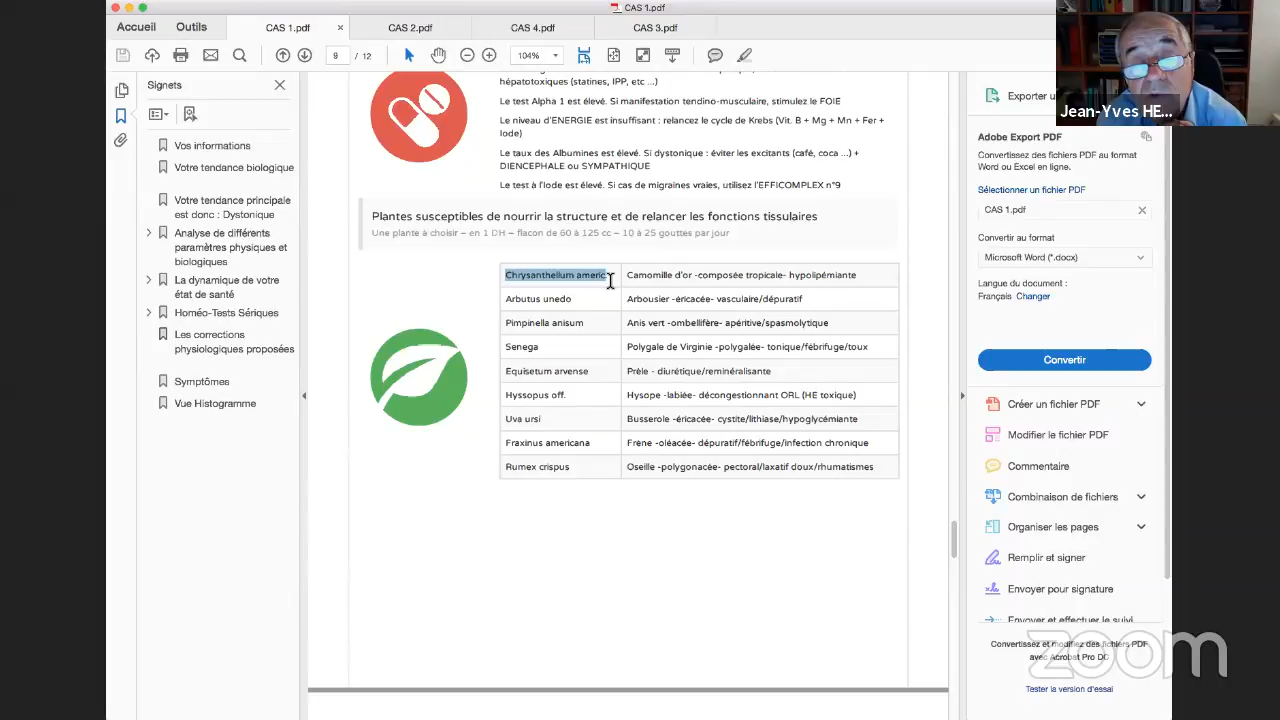 CAS 1.pdf
Accueil Outils CAS 1.pdf × CAS 2.pdf CAS 4.pdf CAS 3.pdf
9 / 12 104%
Jean-Yves HE...
Signets
Vos informations
Votre tendance biologique
Votre tendance principale
est donc : Dystonique
Analyse de différents
paramètres physiques et
biologiques
La dynamique de votre
état de santé
Homéo-Tests Sériques
Les corrections
physiologiques proposées
Symptômes
Vue Histogramme
hépatotoxiques (statines, IPP, etc ...)
Le test Alpha 1 est élevé. Si manifestation tendino-musculaire, stimulez le FOIE
Le niveau d'ENERGIE est insuffisant : relancez le cycle de Krebs (Vit. B + Mg + Mn + Fer +
Iode)
Le taux des Albumines est élevé. Si dystonique : éviter les excitants (café, coca ...) +
DIENCEPHALE ou SYMPATHIQUE
Le test à l'Iode est élevé. Si cas de migraines vraies, utilisez l'EFFICOMPLEX n°9
Plantes susceptibles de nourrir la structure et de relancer les fonctions tissulaires
Une plante à choisir – en 1 DH – flacon de 60 à 125 cc – 10 à 25 gouttes par jour
Chrysanthellum americ. Camomille d'or -composée tropicale- hypolipémiante
Arbutus unedo Arbousier -éricacée- vasculaire/dépuratif
Pimpinella anisum Anis vert -ombellifère- apéritive/spasmolytique
Senega Polygale de Virginie -polygalée- tonique/fébrifuge/toux
Equisetum arvense Prêle - diurétique/reminéralisante
Hyssopus off. Hysope -labiée- décongestionnant ORL (HE toxique)
Uva ursi Busserole -éricacée- cystite/lithiase/hypoglycémiante
Fraxinus americana Frêne -oléacée- dépuratif/fébrifuge/infection chronique
Rumex crispus Oseille -polygonacée- pectoral/laxatif doux/rhumatismes
Exporter u
Adobe Export PDF
Convertissez des fichiers PDF au format
Word ou Excel en ligne.
Sélectionner un fichier PDF
CAS 1.pdf
Convertir au format
Microsoft Word (*.docx)
Langue du document :
Français Changer
Convertir
Créer un fichier PDF
Modifier le fichier PDF
Commentaire
Combinaison de fichiers
Organiser les pages
Remplir et signer
Envoyer pour signature
Envoyer et effectuer le suivi
Convertissez et modifiez des fichiers PDF
avec Acrobat Pro DC
Tester la version d'essai
zoom